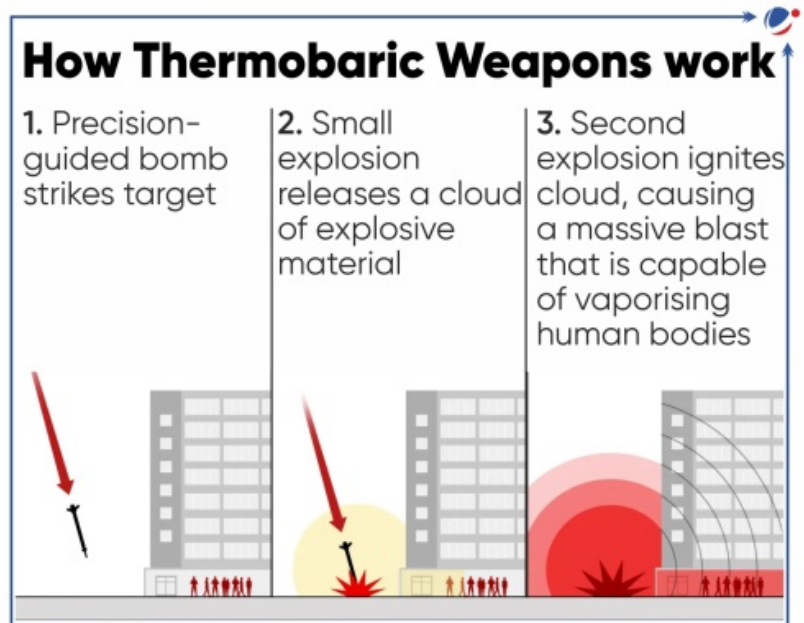 How Thermobaric Weapons work
1. Precision-
guided bomb
strikes target
2. Small
explosion
releases a cloud
of explosive
material
3. Second
explosion ignites
cloud, causing
a massive blast
that is capable
of vaporising
human bodies